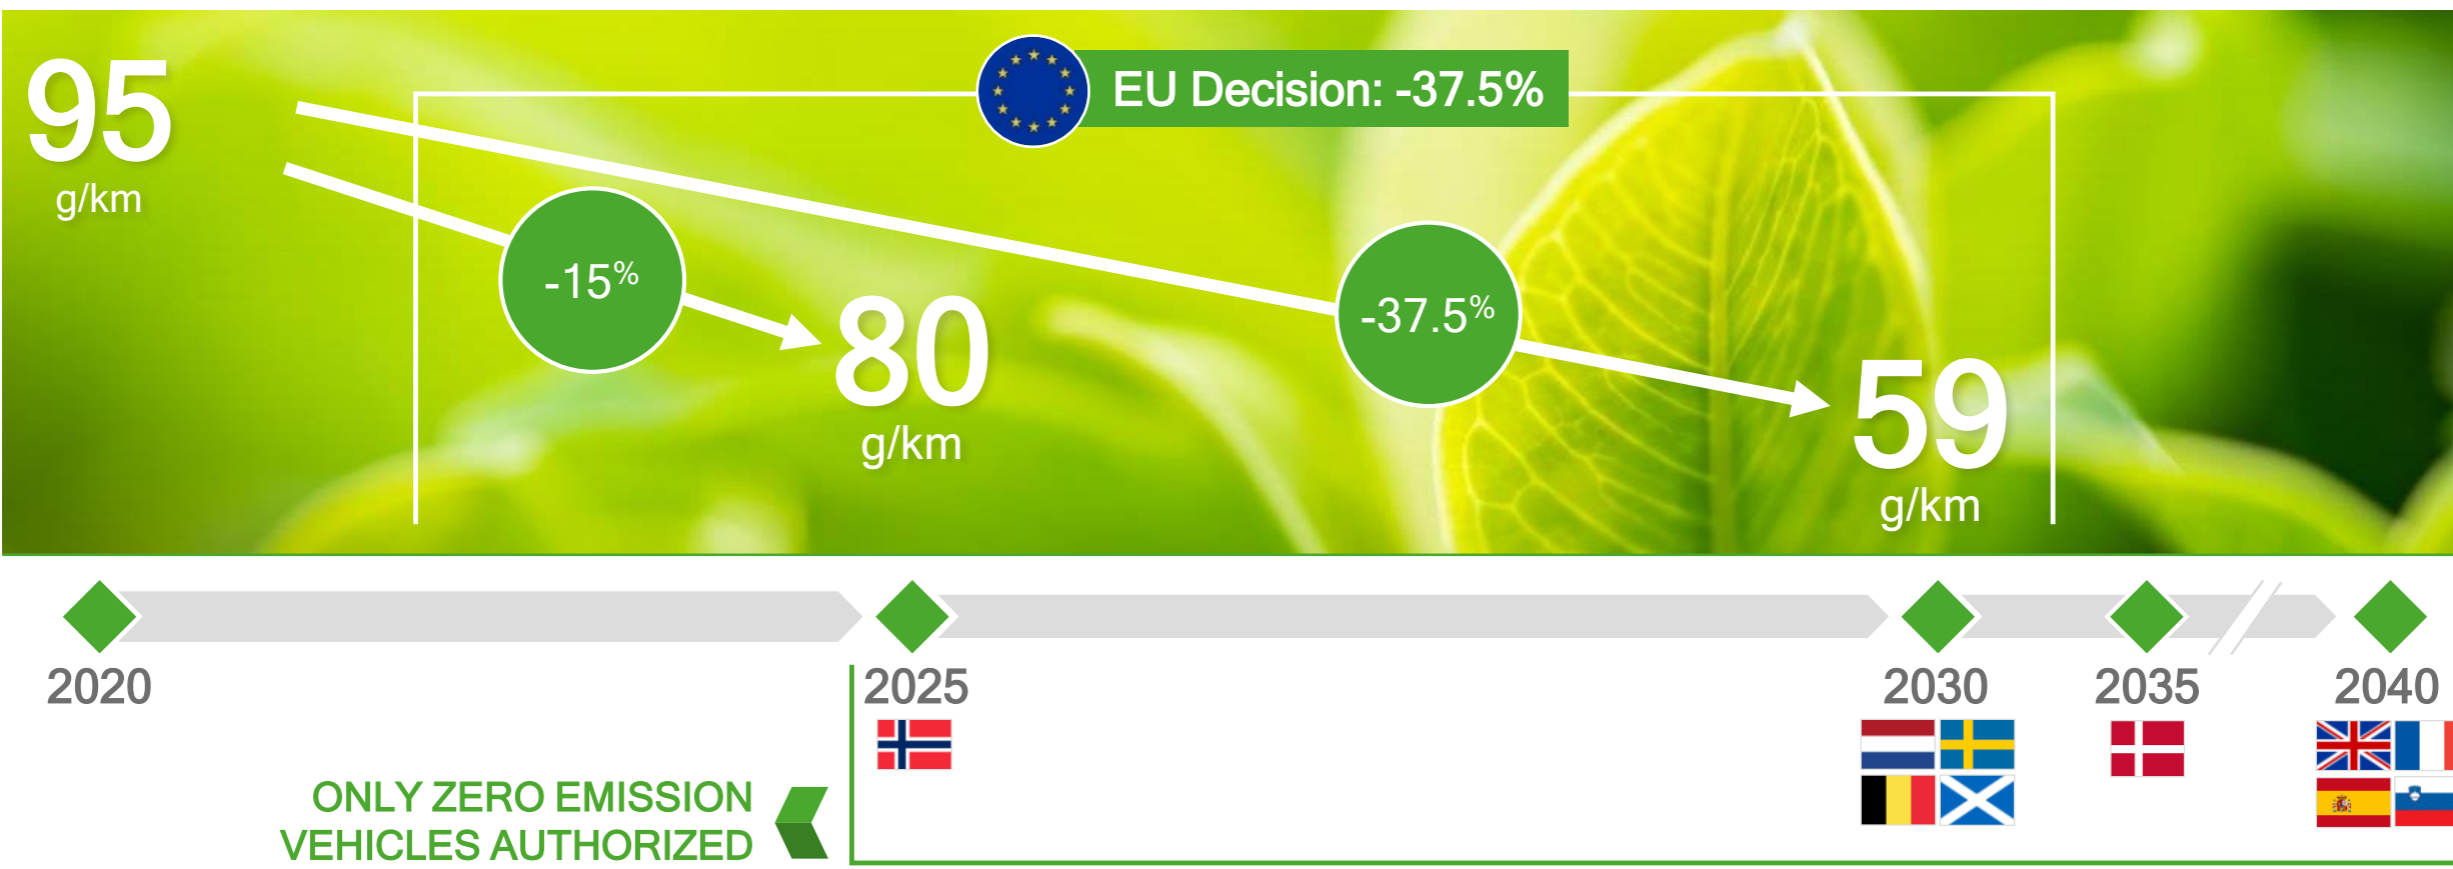 95
g/km
EU Decision: -37.5%
-15%
80
g/km
-37.5%
59
g/km
2020
2025
2030
2035
2040
ONLY ZERO EMISSION
VEHICLES AUTHORIZED